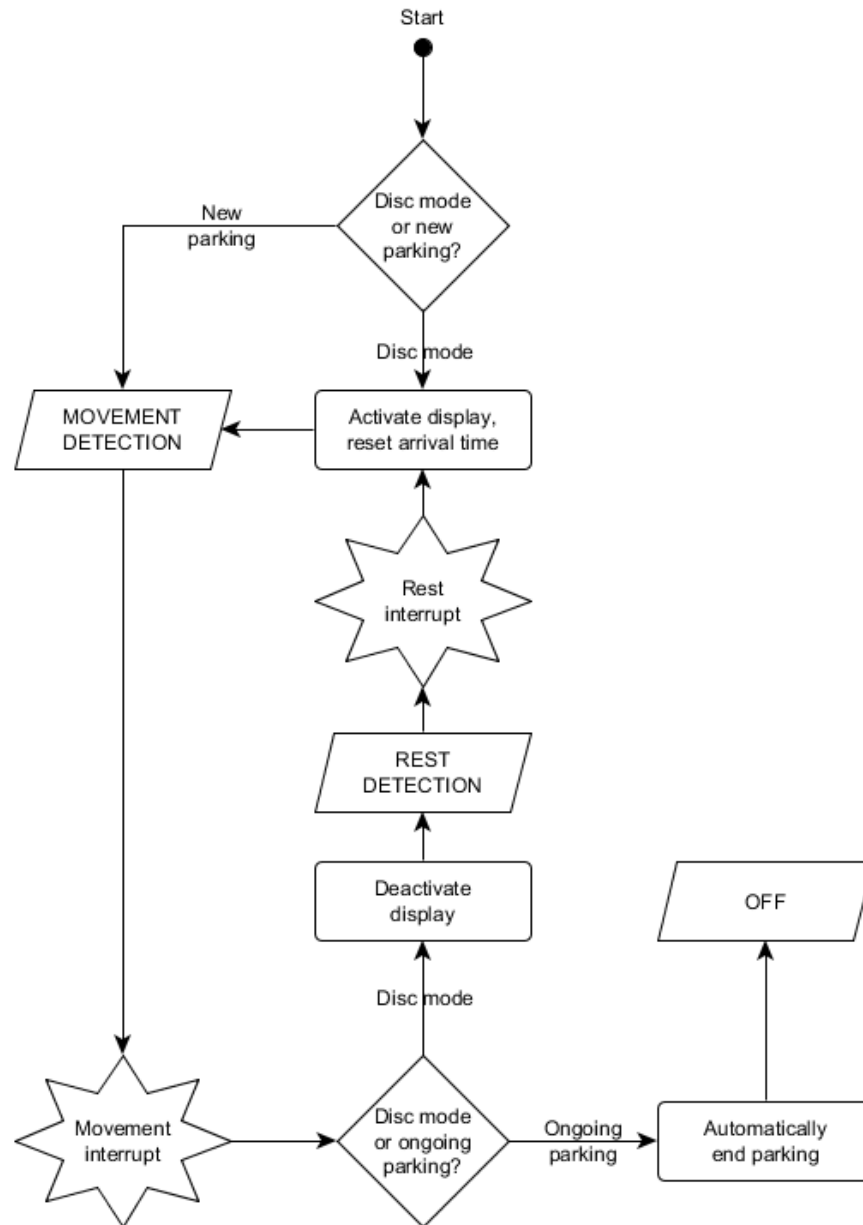 Start
Disc mode
or new
parking?
New
parking
Disc mode
MOVEMENT
DETECTION
Activate display,
reset arrival time
Rest
interrupt
REST
DETECTION
Deactivate
display
OFF
Disc mode
Movement
interrupt
Disc mode
or ongoing
parking?
Ongoing
parking
Automatically
end parking